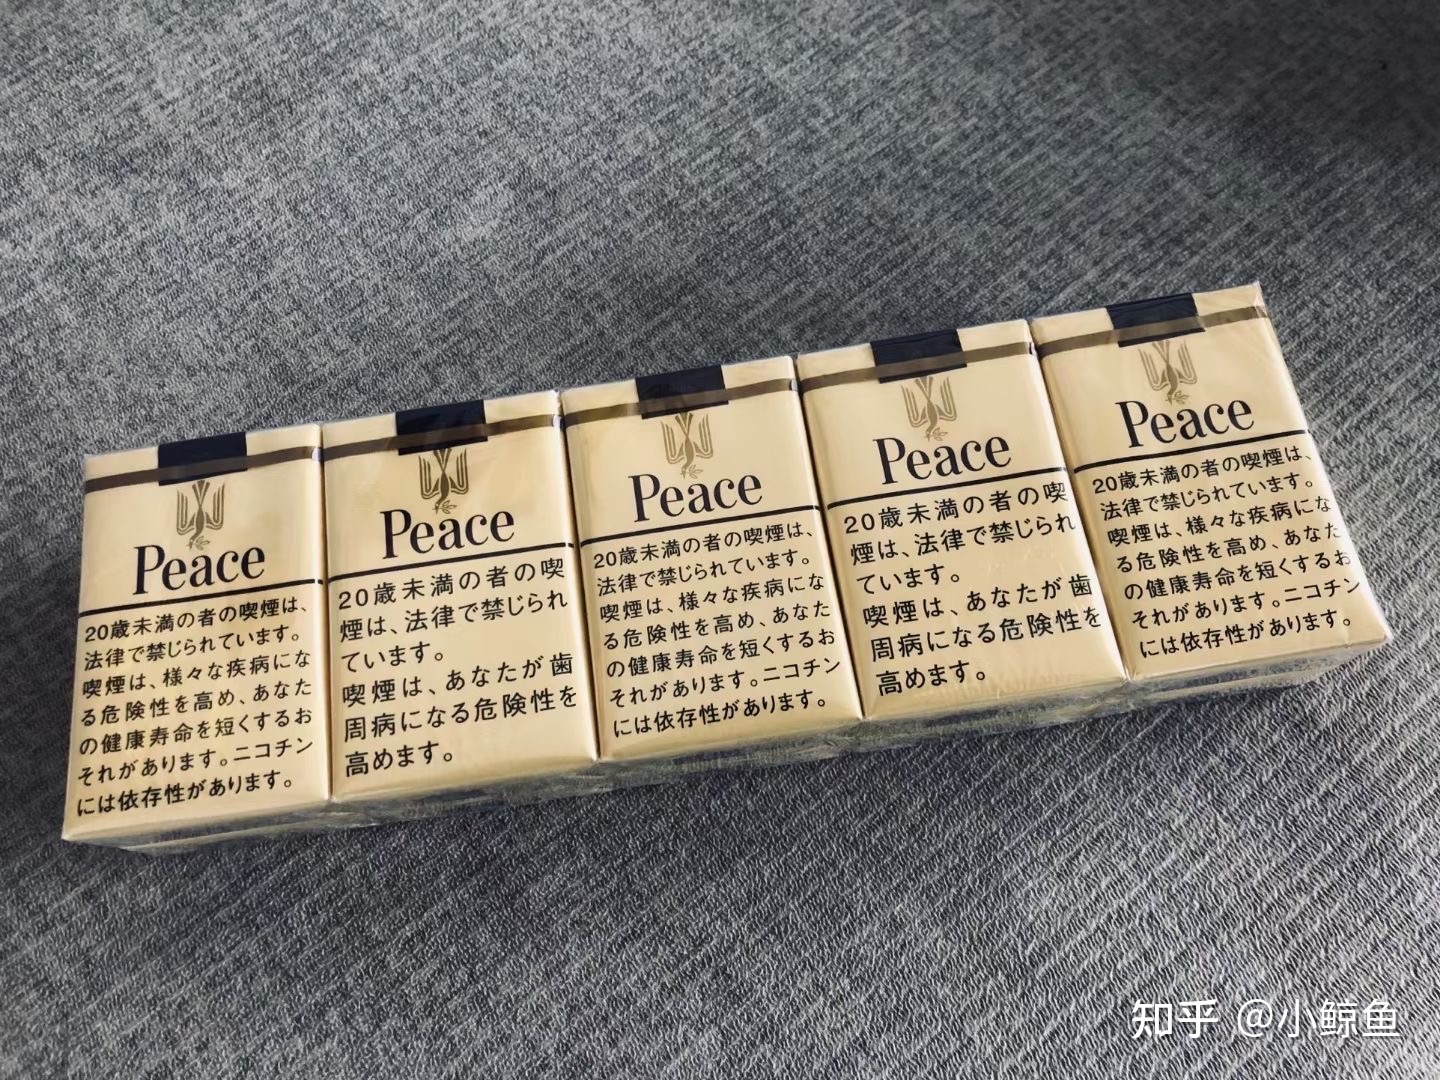 Peace
20歳未満の者の喫煙は、
法律で禁じられています。
喫煙は、様々な疾病にな
る危険性を高め、あなた
の健康寿命を短くするお
それがあります。ニコチン
には依存性があります。
Peace
20歳未満の者の喫
煙は、法律で禁じられ
ています。
喫煙は、あなたが歯
周病になる危険性を
高めます。
Peace
20歳未満の者の喫煙は、
法律で禁じられています。
喫煙は、様々な疾病にな
る危険性を高め、あなた
の健康寿命を短くするお
それがあります。ニコチン
には依存性があります。
Peace
20歳未満の者の喫
煙は、法律で禁じられ
ています。
喫煙は、あなたが歯
周病になる危険性を
高めます。
Peace
20歳未満の者の喫煙は、
法律で禁じられています。
喫煙は、様々な疾病にな
る危険性を高め、あなた
の健康寿命を短くするお
それがあります。ニコチン
には依存性があります。
知乎 @小鲸鱼